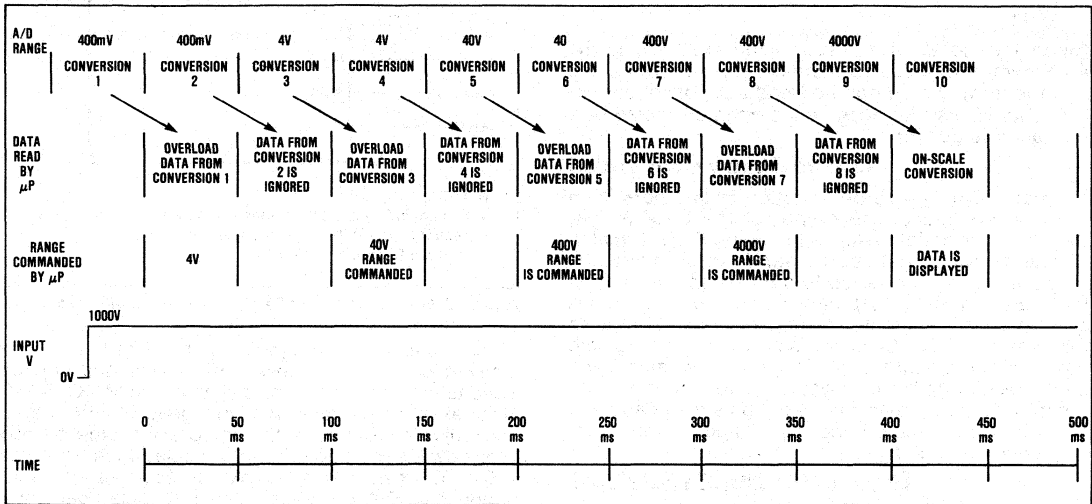 A/D
RANGE
400mV 400mV 4V 4V 40V 40 400V 400V 4000V
CONVERSION 1
CONVERSION 2
CONVERSION 3
CONVERSION 4
CONVERSION 5
CONVERSION 6
CONVERSION 7
CONVERSION 8
CONVERSION 9
CONVERSION 10
DATA
READ
BY
µP
OVERLOAD
DATA FROM
CONVERSION 1
DATA FROM
CONVERSION
2 IS
IGNORED
OVERLOAD
DATA FROM
CONVERSION 3
DATA FROM
CONVERSION
4 IS
IGNORED
OVERLOAD
DATA FROM
CONVERSION 5
DATA FROM
CONVERSION
6 IS
IGNORED
OVERLOAD
DATA FROM
CONVERSION 7
DATA FROM
CONVERSION
8 IS
IGNORED
ON-SCALE
CONVERSION
RANGE
COMMANDED
BY µP
4V
40V
RANGE
COMMANDED
400V
RANGE
IS COMMANDED
4000V
RANGE
IS COMMANDED.
DATA IS
DISPLAYED
INPUT
V
1000V
0V
TIME
0 50 100 150 200 250 300 350 400 450 500
ms ms ms ms ms ms ms ms ms ms